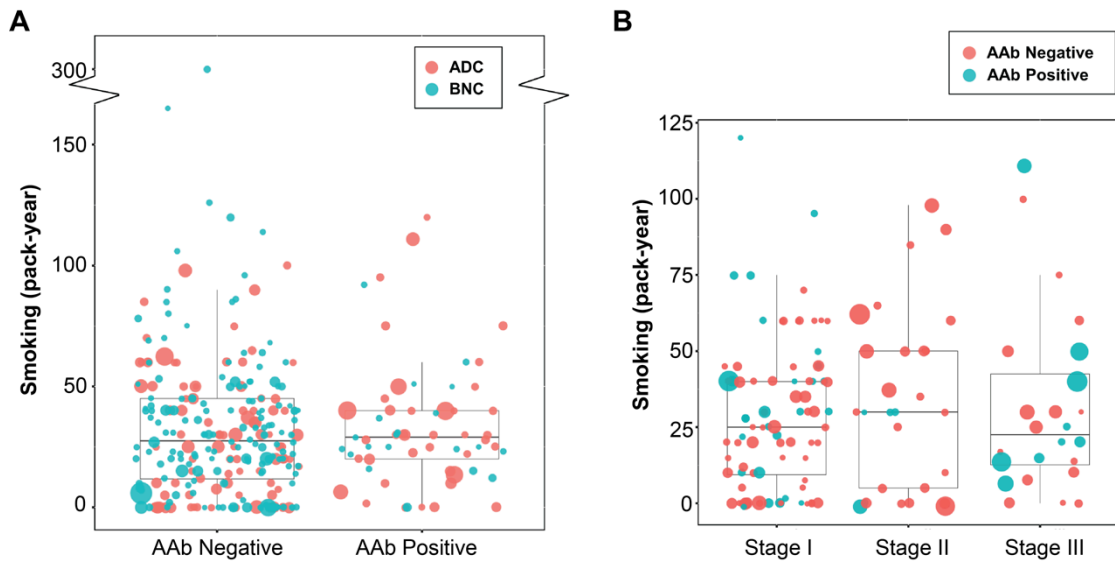 A
Smoking (pack-year)
300
150
100
50
0
ADC
BNC
AAb Negative
AAb Positive
B
AAb Negative
AAb Positive
Smoking (pack-year)
125
100
75
50
25
0
Stage I
Stage II
Stage III